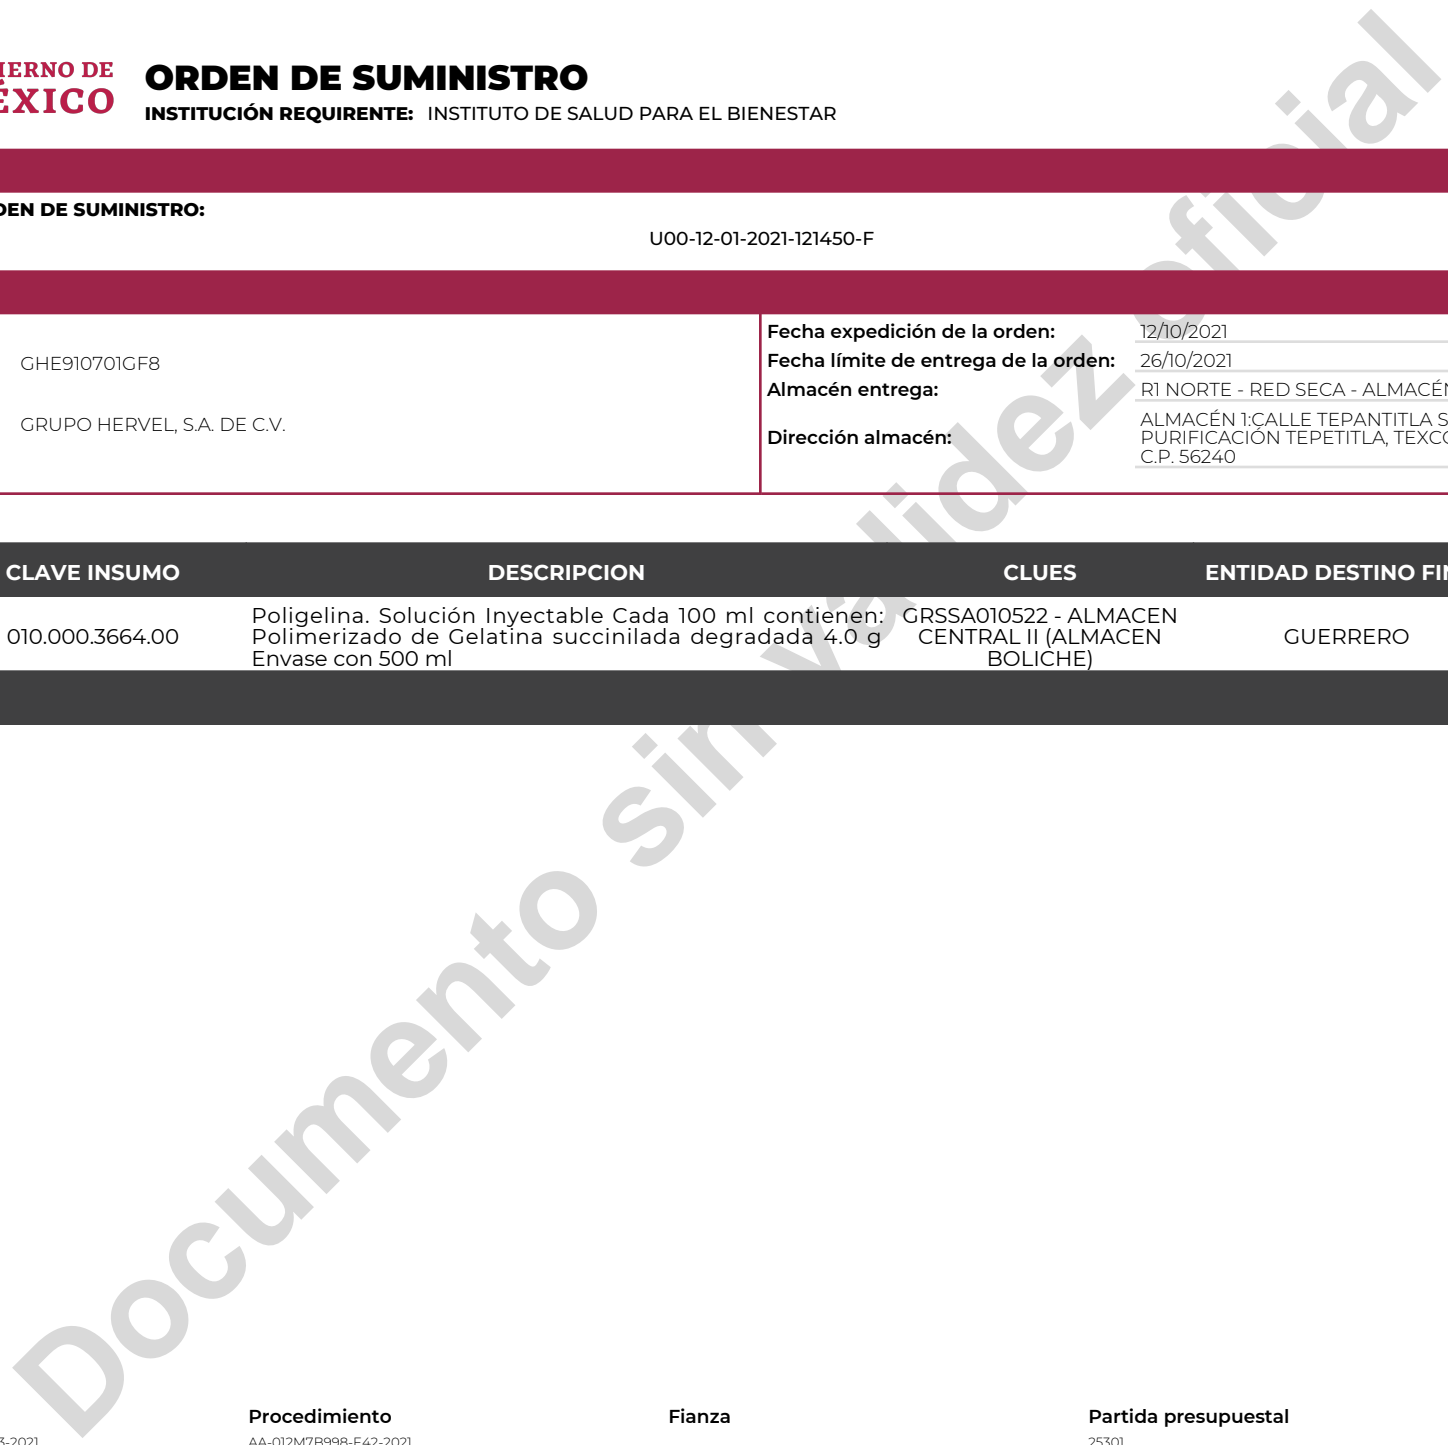 IERNO DE
ÉXICO
ORDEN DE SUMINISTRO
INSTITUCIÓN REQUIRENTE: INSTITUTO DE SALUD PARA EL BIENESTAR
DEN DE SUMINISTRO:
U00-12-01-2021-121450-F
GHE910701GF8
GRUPO HERVEL, S.A. DE C.V.
Fecha expedición de la orden: 12/10/2021
Fecha límite de entrega de la orden: 26/10/2021
Almacén entrega: R1 NORTE - RED SECA - ALMACÉN
Dirección almacén:
ALMACÉN 1:CALLE TEPANTITLA S
PURIFICACIÓN TEPETITLA, TEXCO
C.P. 56240
CLAVE INSUMO DESCRIPCION CLUES ENTIDAD DESTINO FIN
010.000.3664.00
Poligelina. Solución Inyectable Cada 100 ml contienen:
Polimerizado de Gelatina succinilada degradada 4.0 g
Envase con 500 ml
GRSSA010522 - ALMACEN
CENTRAL II (ALMACEN
BOLICHE)
GUERRERO
Documento sin validez oficial
Procedimiento Fianza Partida presupuestal
3-2021 AA-012M7B998-E42-2021 25301